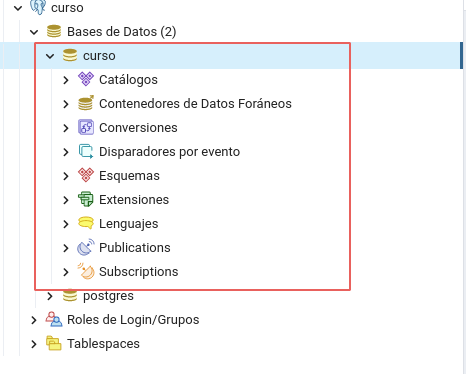 curso
Bases de Datos (2)
curso
Catálogos
Contenedores de Datos Foráneos
Conversiones
Disparadores por evento
Esquemas
Extensiones
Lenguajes
Publications
Subscriptions
postgres
Roles de Login/Grupos
Tablespaces